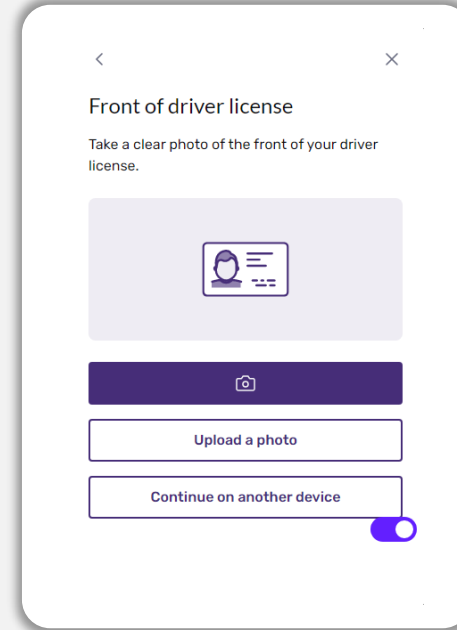 Front of driver license
Take a clear photo of the front of your driver
license.
Upload a photo
Continue on another device